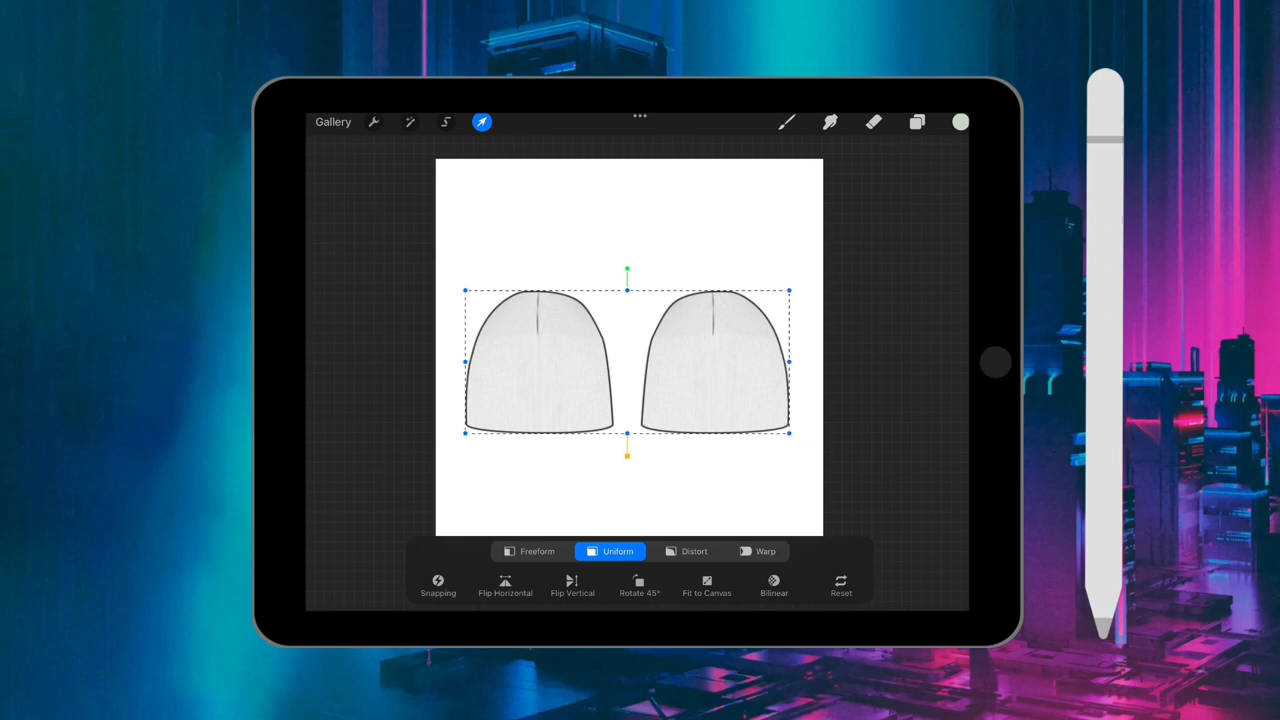 Gallery
Freeform Uniform Distort Warp
Snapping Flip Horizontal Flip Vertical Rotate 45° Fit to Canvas Bilinear Reset